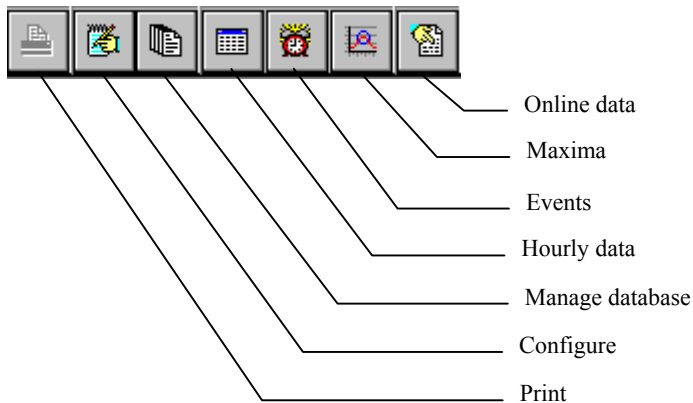 Online data
Maxima
Events
Hourly data
Manage database
Configure
Print